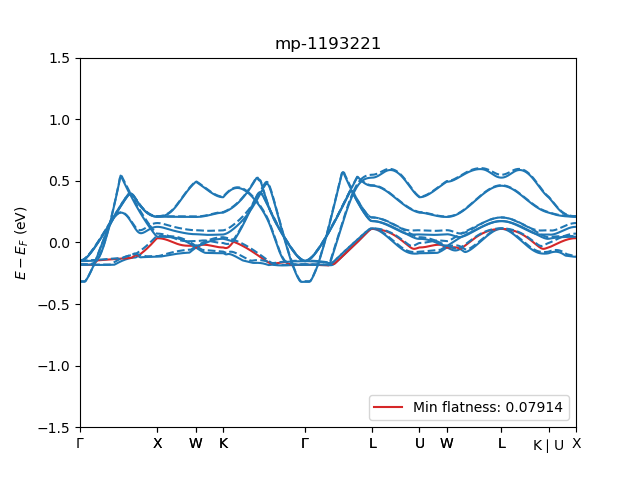 mp-1193221
1.5
1.0
0.5
0.0
−0.5
−1.0
−1.5
E − E_F (eV)
Min flatness: 0.07914
Γ X W K Γ L U W L K | U X